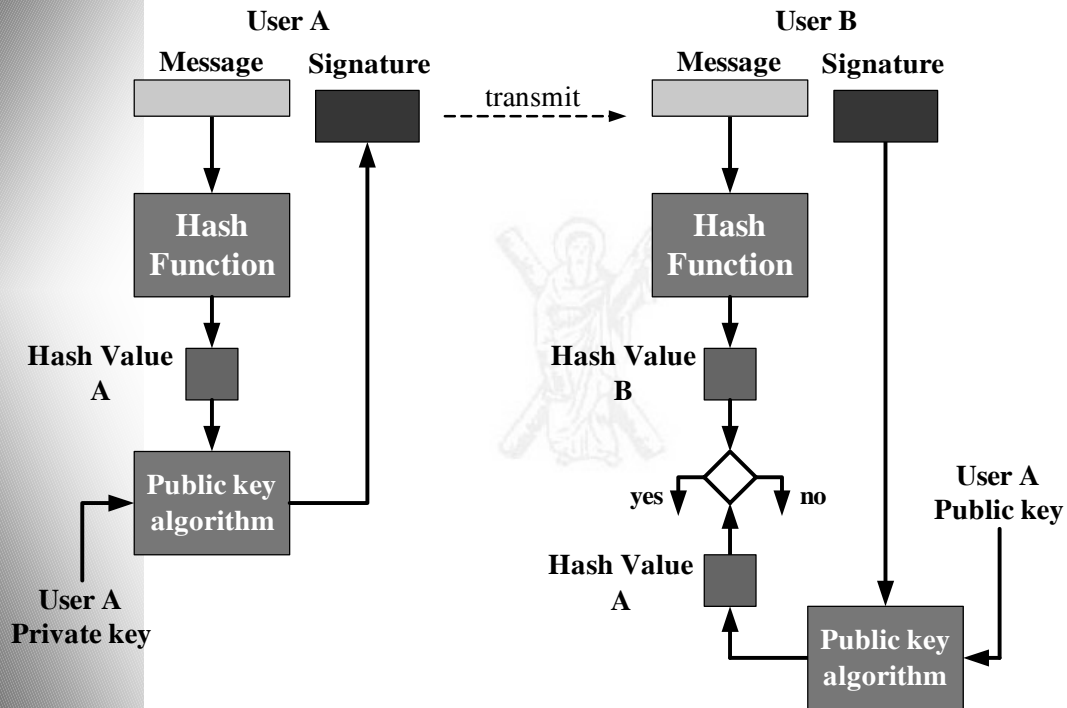 User A
Message
Signature
Hash
Function
Hash Value
A
Public key
algorithm
User A
Private key
transmit
User B
Message
Signature
Hash
Function
Hash Value
B
yes
no
Hash Value
A
User A
Public key
Public key
algorithm